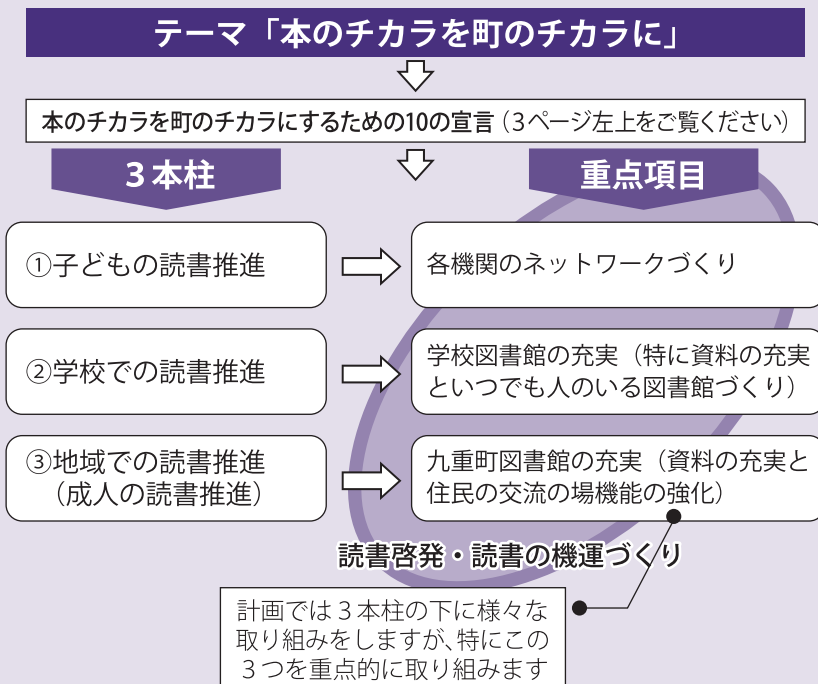 テーマ「本のチカラを町のチカラに」
本のチカラを町のチカラにするための10の宣言（3ページ左上をご覧ください）
3本柱
重点項目
①子どもの読書推進
各機関のネットワークづくり
②学校での読書推進
学校図書館の充実（特に資料の充実
といつでも人のいる図書館づくり）
③地域での読書推進
（成人の読書推進）
九重町図書館の充実（資料の充実と
住民の交流の場機能の強化）
読書啓発・読書の機運づくり
計画では3本柱の下に様々な
取り組みをしますが、特にこの
3つを重点的に取り組みます